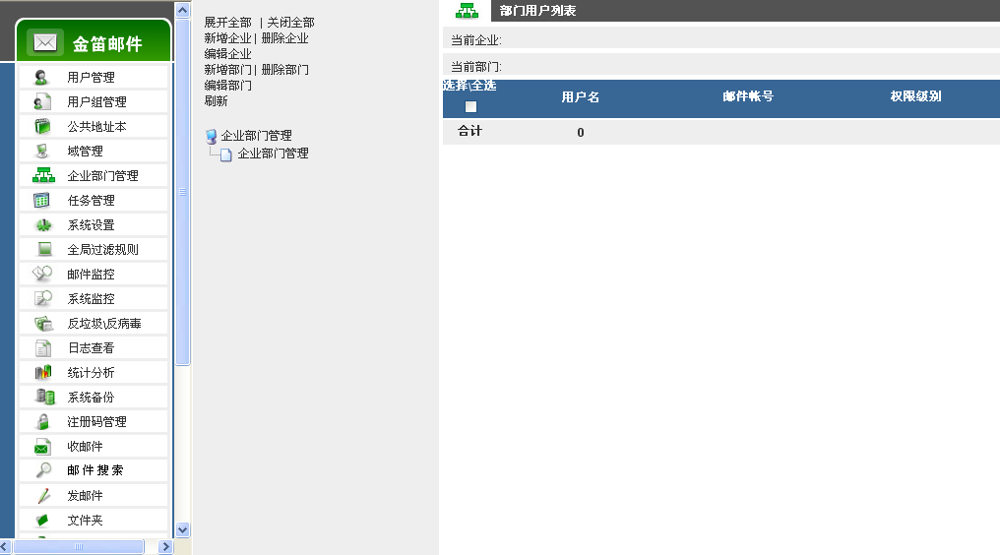 金笛邮件
用户管理
用户组管理
公共地址本
域管理
企业部门管理
任务管理
系统设置
全局过滤规则
邮件监控
系统监控
反垃圾\反病毒
日志查看
统计分析
系统备份
注册码管理
收邮件
邮件搜索
发邮件
文件夹
展开全部 | 关闭全部
新增企业 | 删除企业
编辑企业
新增部门 | 删除部门
编辑部门
刷新
企业部门管理
企业部门管理
部门用户列表
当前企业:
当前部门:
选择\全选 用户名 邮件帐号 权限级别
合计 0